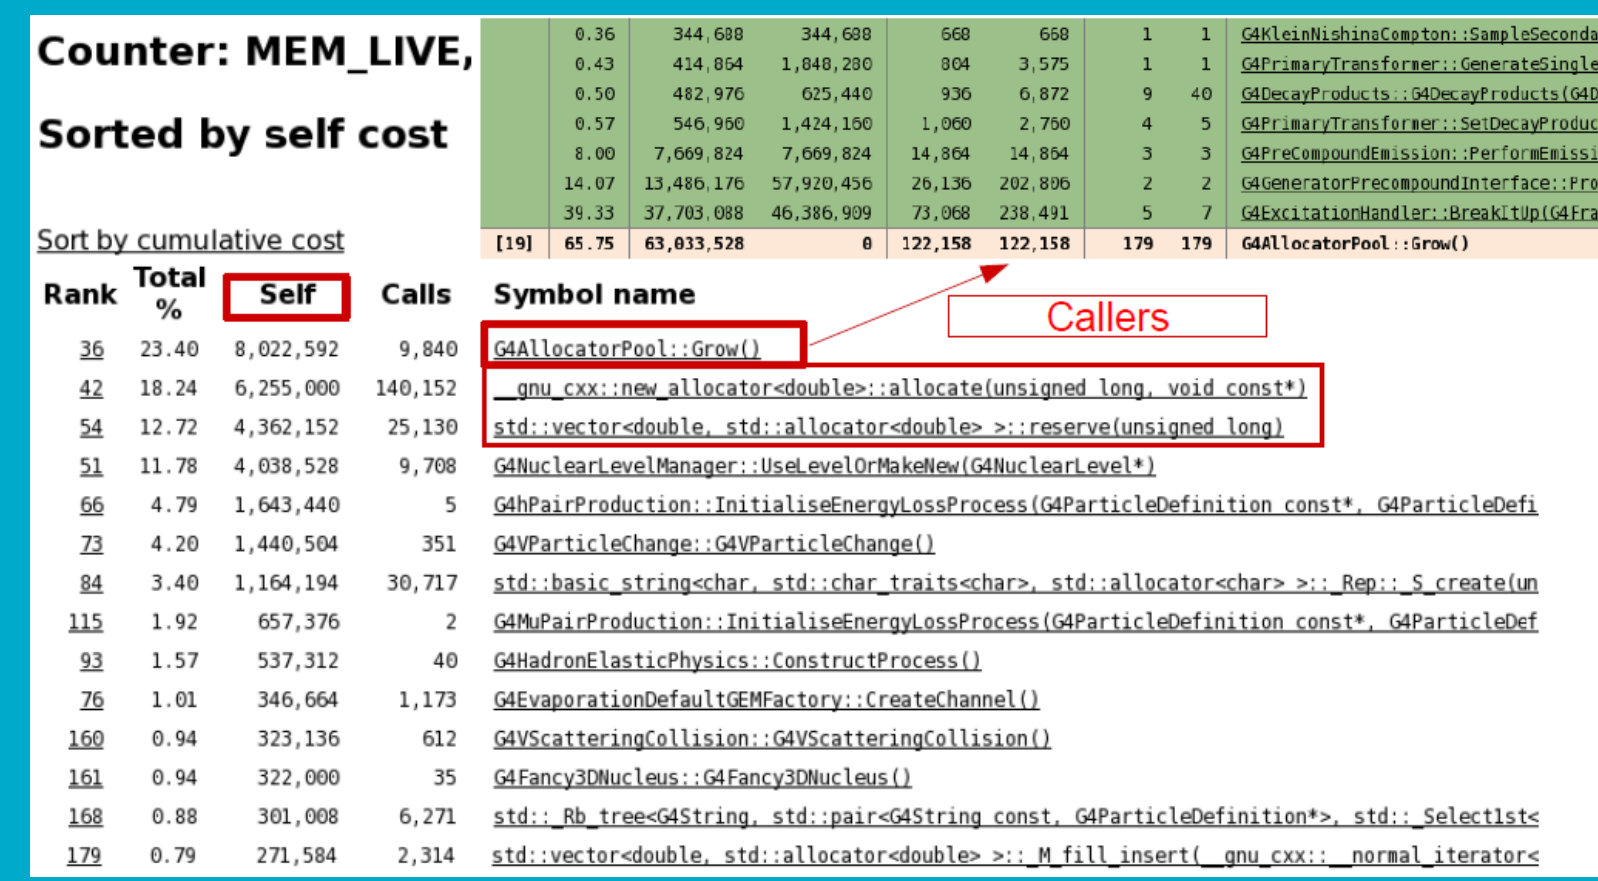 Counter: MEM_LIVE,
Sorted by self cost
Sort by cumulative cost
0.36 344,688 344,688 668 668 1 1 G4KleinNishinaCompton::SampleSeconda
0.43 414,864 1,848,280 804 3,575 1 1 G4PrimaryTransformer::GenerateSingle
0.50 482,976 625,440 936 6,872 9 40 G4DecayProducts::G4DecayProducts(G4D
0.57 546,960 1,424,160 1,060 2,760 4 5 G4PrimaryTransformer::SetDecayProduc
8.00 7,669,824 7,669,824 14,864 14,864 3 3 G4PreCompoundEmission::PerformEmissi
14.07 13,486,176 57,920,456 26,136 202,806 2 2 G4GeneratorPrecompoundInterface::Pro
39.33 37,703,088 46,386,909 73,068 238,491 5 7 G4ExcitationHandler::BreakItUp(G4Fra
[19] 65.75 63,033,528 0 122,158 122,158 179 179 G4AllocatorPool::Grow()
Callers
Rank Total % Self Calls Symbol name
36 23.40 8,022,592 9,840 G4AllocatorPool::Grow()
42 18.24 6,255,000 140,152 __gnu_cxx::new_allocator<double>::allocate(unsigned long, void const*)
54 12.72 4,362,152 25,130 std::vector<double, std::allocator<double> >::reserve(unsigned long)
51 11.78 4,038,528 9,708 G4NuclearLevelManager::UseLevelOrMakeNew(G4NuclearLevel*)
66 4.79 1,643,440 5 G4hPairProduction::InitialiseEnergyLossProcess(G4ParticleDefinition const*, G4ParticleDefi
73 4.20 1,440,504 351 G4VParticleChange::G4VParticleChange()
84 3.40 1,164,194 30,717 std::basic_string<char, std::char_traits<char>, std::allocator<char> >::_Rep::_S_create(un
115 1.92 657,376 2 G4MuPairProduction::InitialiseEnergyLossProcess(G4ParticleDefinition const*, G4ParticleDef
93 1.57 537,312 40 G4HadronElasticPhysics::ConstructProcess()
76 1.01 346,664 1,173 G4EvaporationDefaultGEMFactory::CreateChannel()
160 0.94 323,136 612 G4VScatteringCollision::G4VScatteringCollision()
161 0.94 322,000 35 G4Fancy3DNucleus::G4Fancy3DNucleus()
168 0.88 301,008 6,271 std::_Rb_tree<G4String, std::pair<G4String const, G4ParticleDefinition*>, std::_Select1st<
179 0.79 271,584 2,314 std::vector<double, std::allocator<double> >::_M_fill_insert(__gnu_cxx::__normal_iterator<